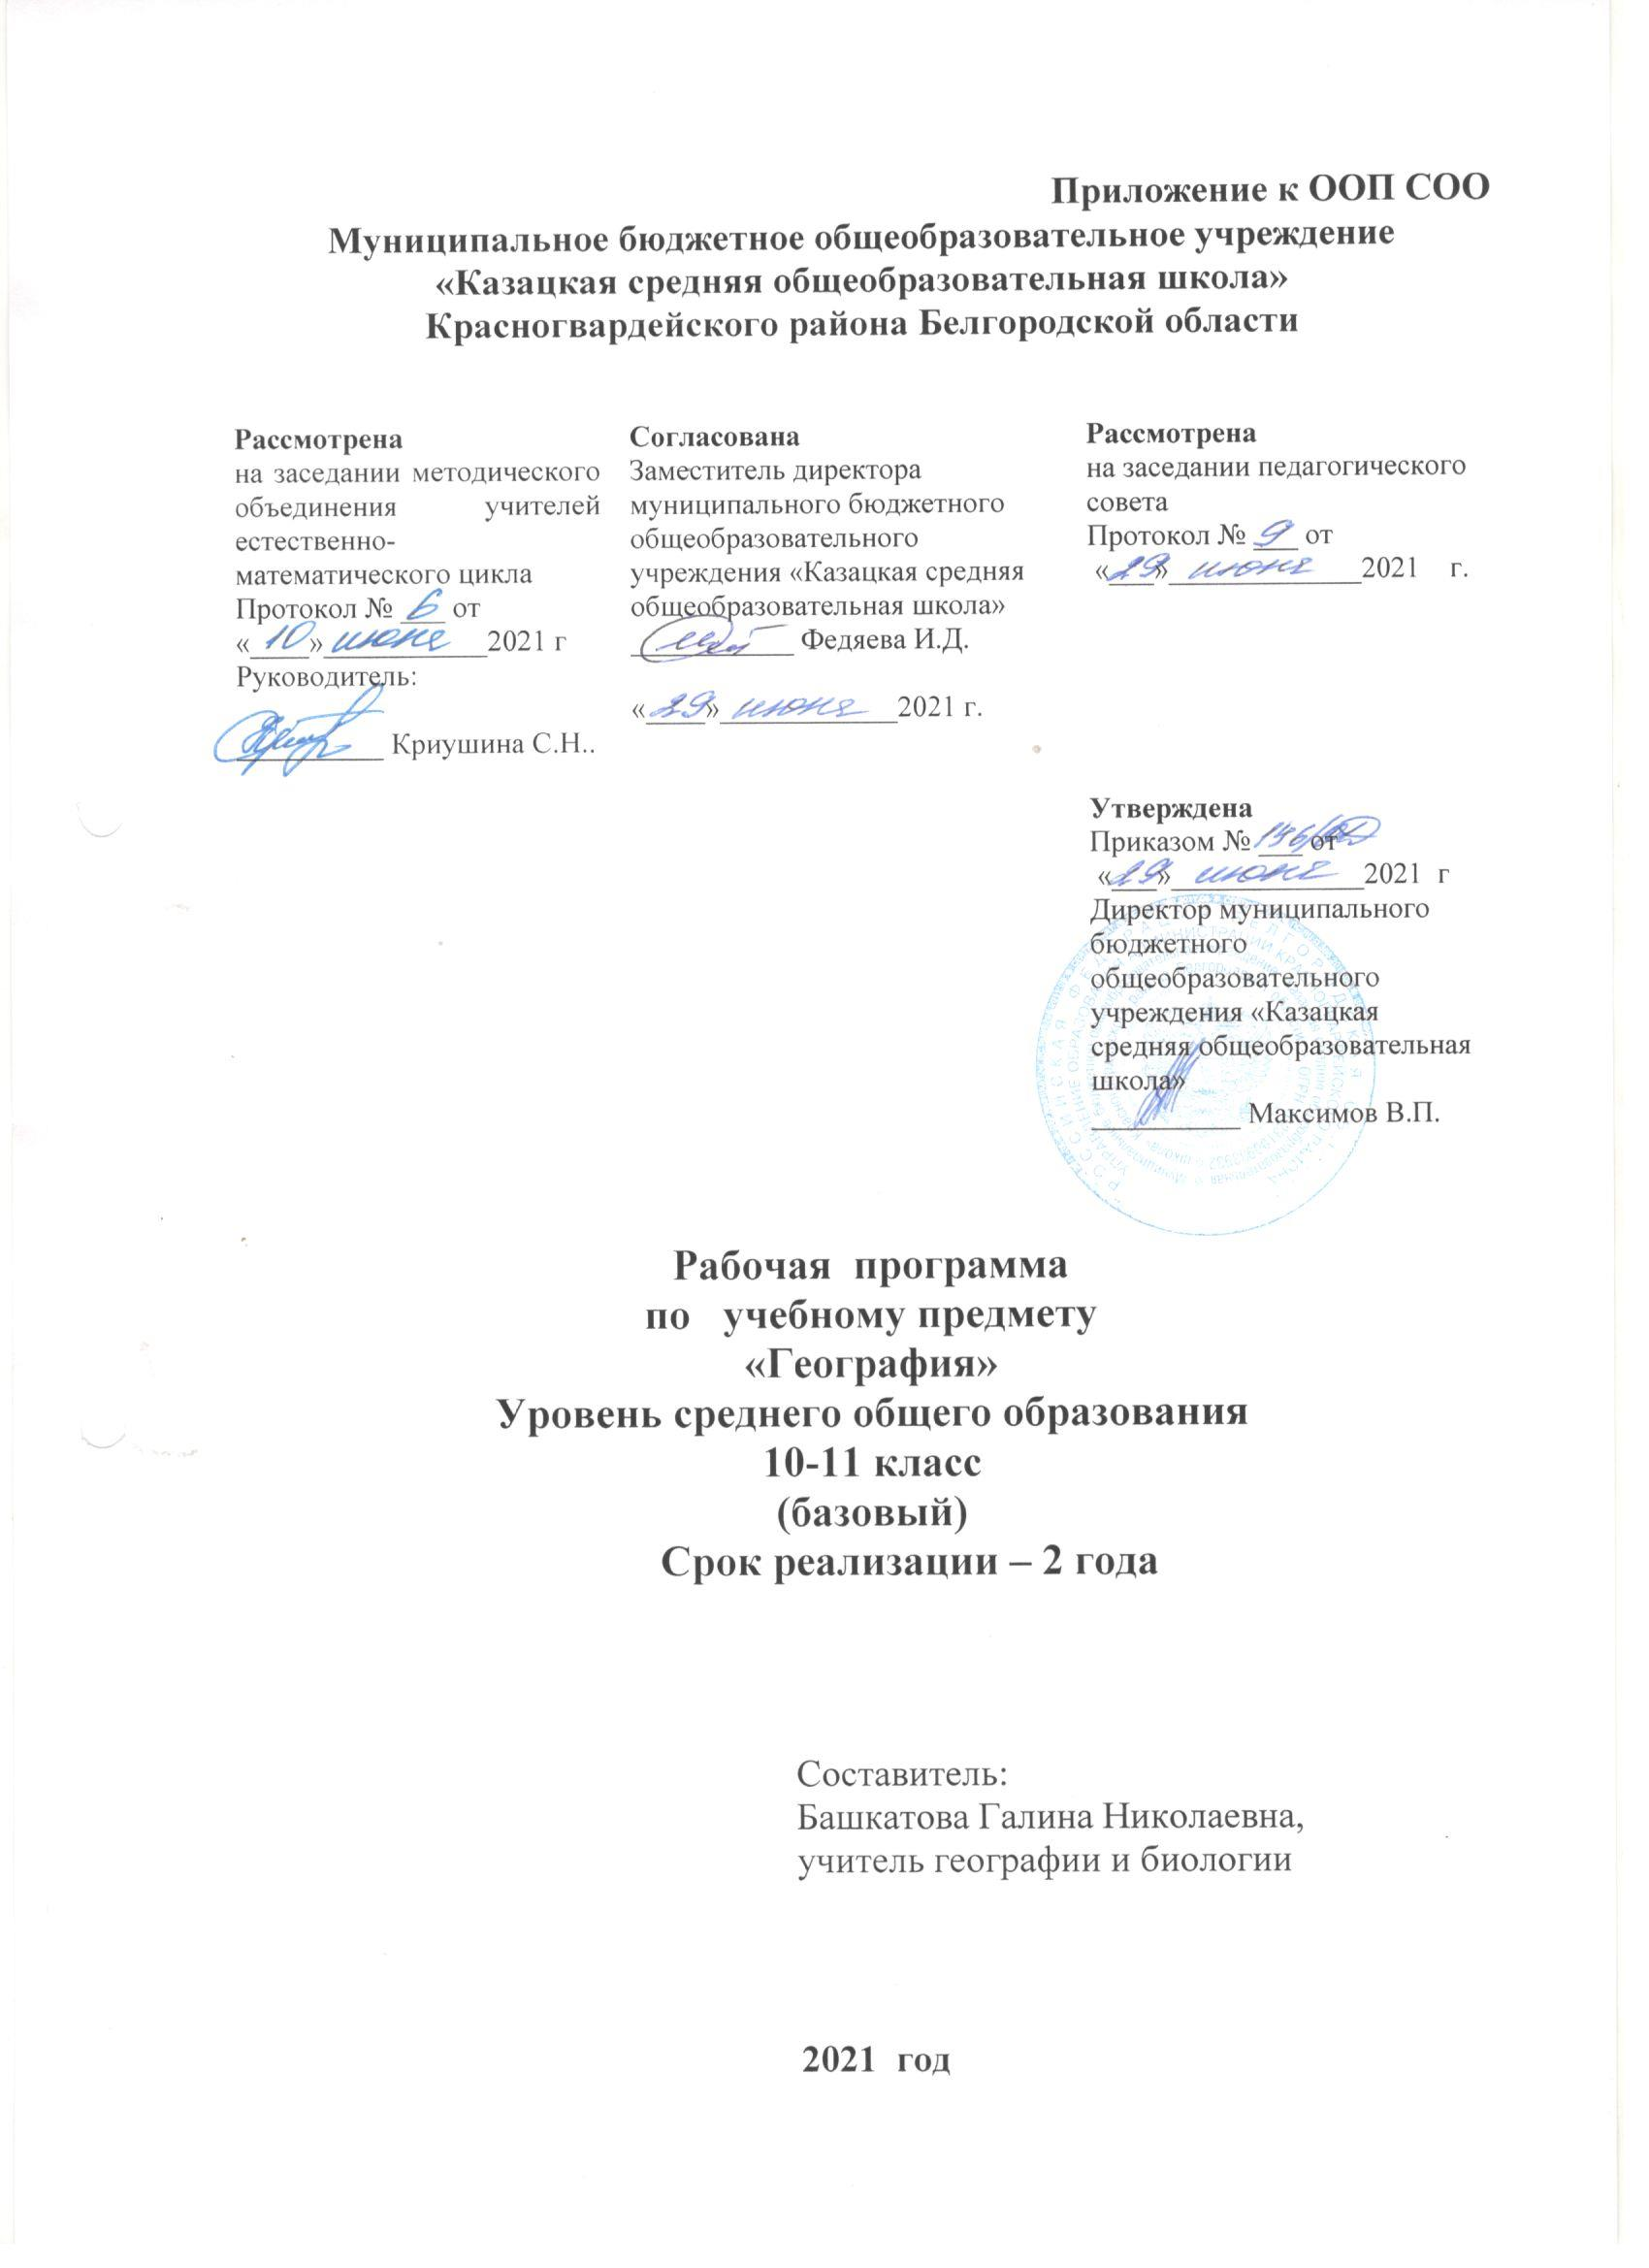 Приложение к ООП СОО
Муниципальное бюджетное общеобразовательное учреждение
«Казацкая средняя общеобразовательная школа»
Красногвардейского района Белгородской области
Рассмотрена
на заседании методического
объединения учителей
естественно-
математического цикла
Протокол № 6 от
«10» июня 2021 г
Руководитель:
Криушина С.Н..
Согласована
Заместитель директора
муниципального бюджетного
общеобразовательного
учреждения «Казацкая средняя
общеобразовательная школа»
Федяева И.Д.
«29» июня 2021 г.
Рассмотрена
на заседании педагогического
совета
Протокол № 9 от
«29» июня 2021 г.
Утверждена
Приказом № от
«29» июня 2021 г
Директор муниципального
бюджетного
общеобразовательного
учреждения «Казацкая
средняя общеобразовательная
школа»
Максимов В.П.
Рабочая программа
по учебному предмету
«География»
Уровень среднего общего образования
10-11 класс
(базовый)
Срок реализации – 2 года
Составитель:
Башкатова Галина Николаевна,
учитель географии и биологии
2021 год